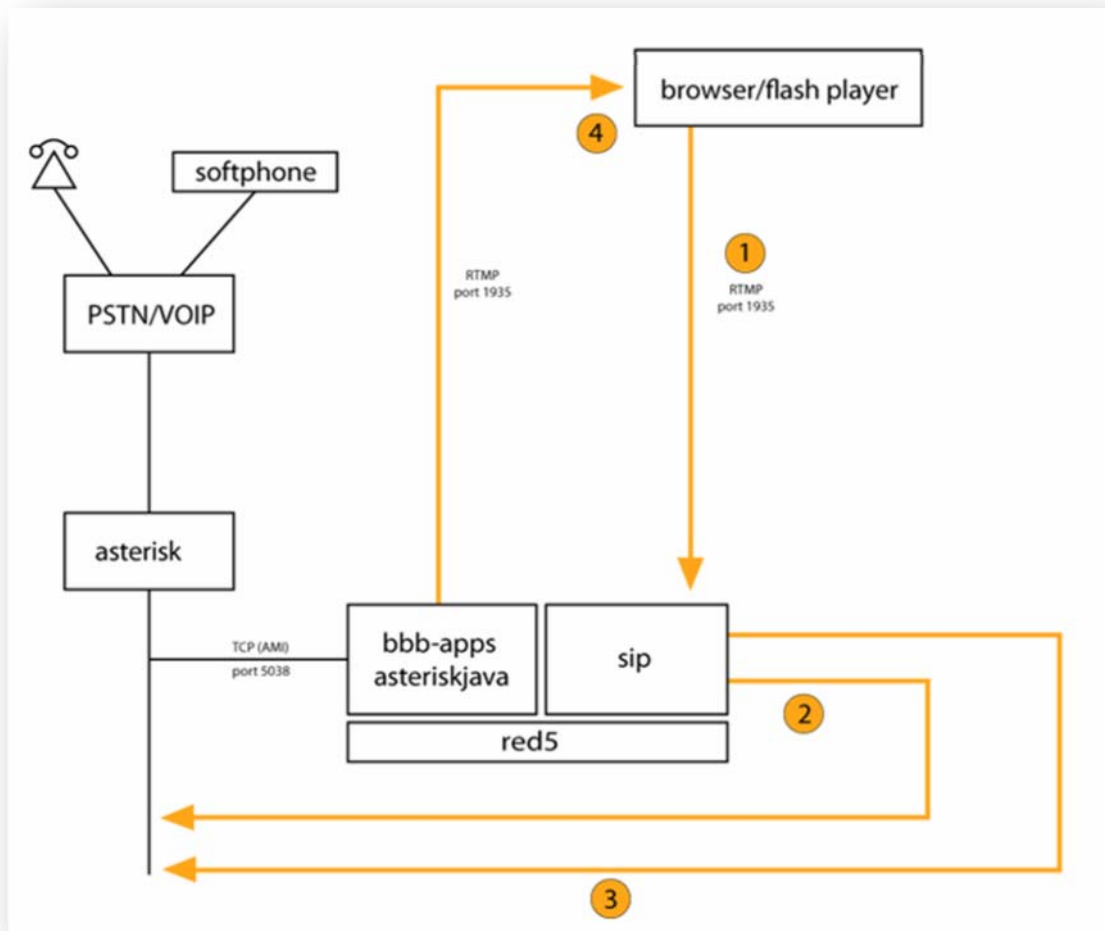 browser/flash player
4
softphone
1
RTMP
port 1935
RTMP
port 1935
PSTN/VOIP
asterisk
TCP (AMI)
port 5038
bbb-apps
asteriskjava
sip
2
red5
3